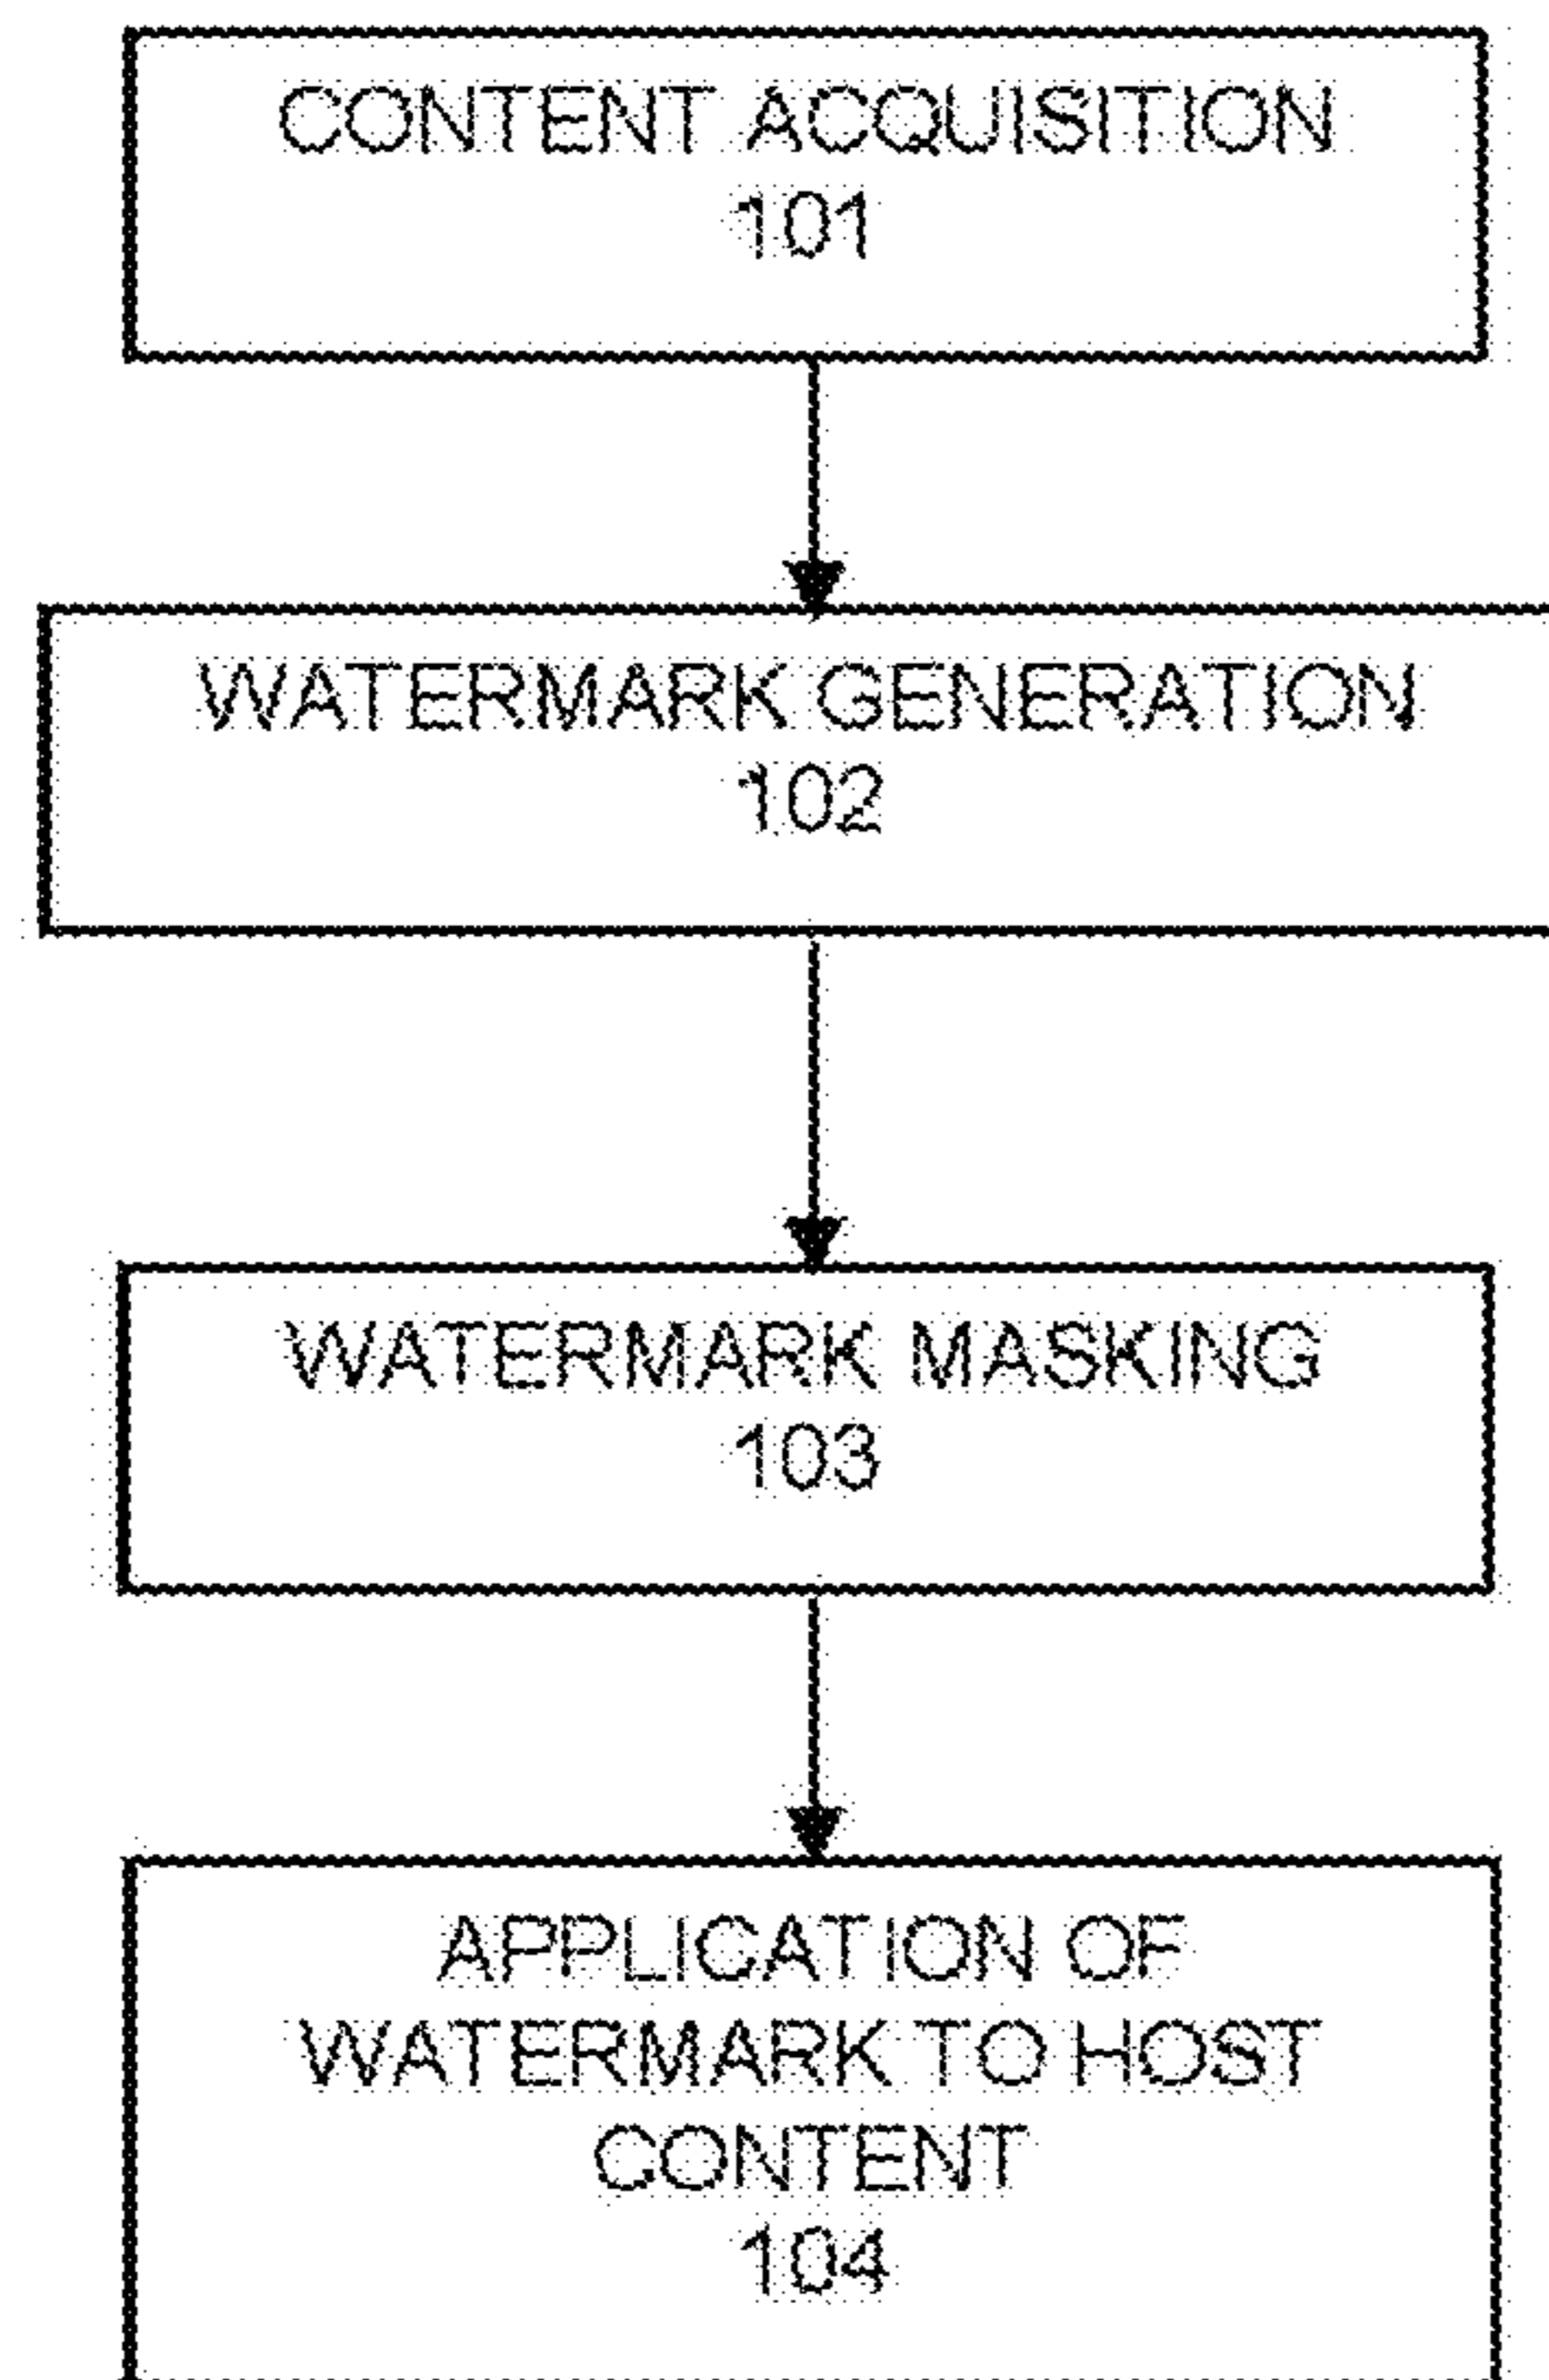 CONTENT ACQUISITION
101
WATERMARK GENERATION
102
WATERMARK MASKING
103
APPLICATION OF
WATERMARK TO HOST
CONTENT
104